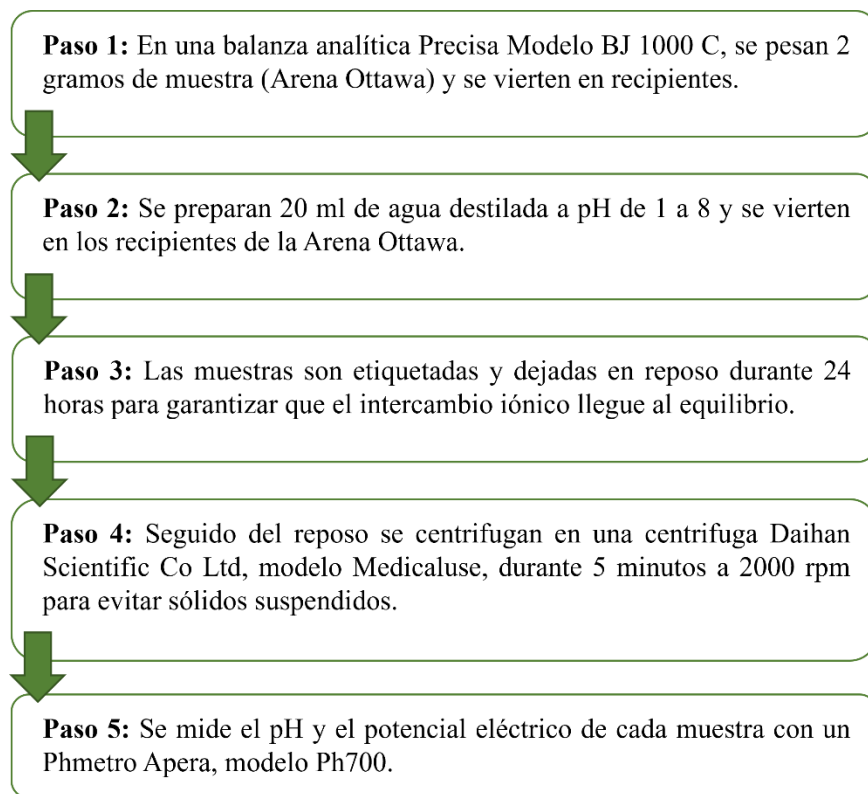 Paso 1: En una balanza analítica Precisa Modelo BJ 1000 C, se pesan 2
gramos de muestra (Arena Ottawa) y se vierten en recipientes.
Paso 2: Se preparan 20 ml de agua destilada a pH de 1 a 8 y se vierten
en los recipientes de la Arena Ottawa.
Paso 3: Las muestras son etiquetadas y dejadas en reposo durante 24
horas para garantizar que el intercambio iónico llegue al equilibrio.
Paso 4: Seguido del reposo se centrifugan en una centrifuga Daihan
Scientific Co Ltd, modelo Medicaluse, durante 5 minutos a 2000 rpm
para evitar sólidos suspendidos.
Paso 5: Se mide el pH y el potencial eléctrico de cada muestra con un
Phmetro Apera, modelo Ph700.